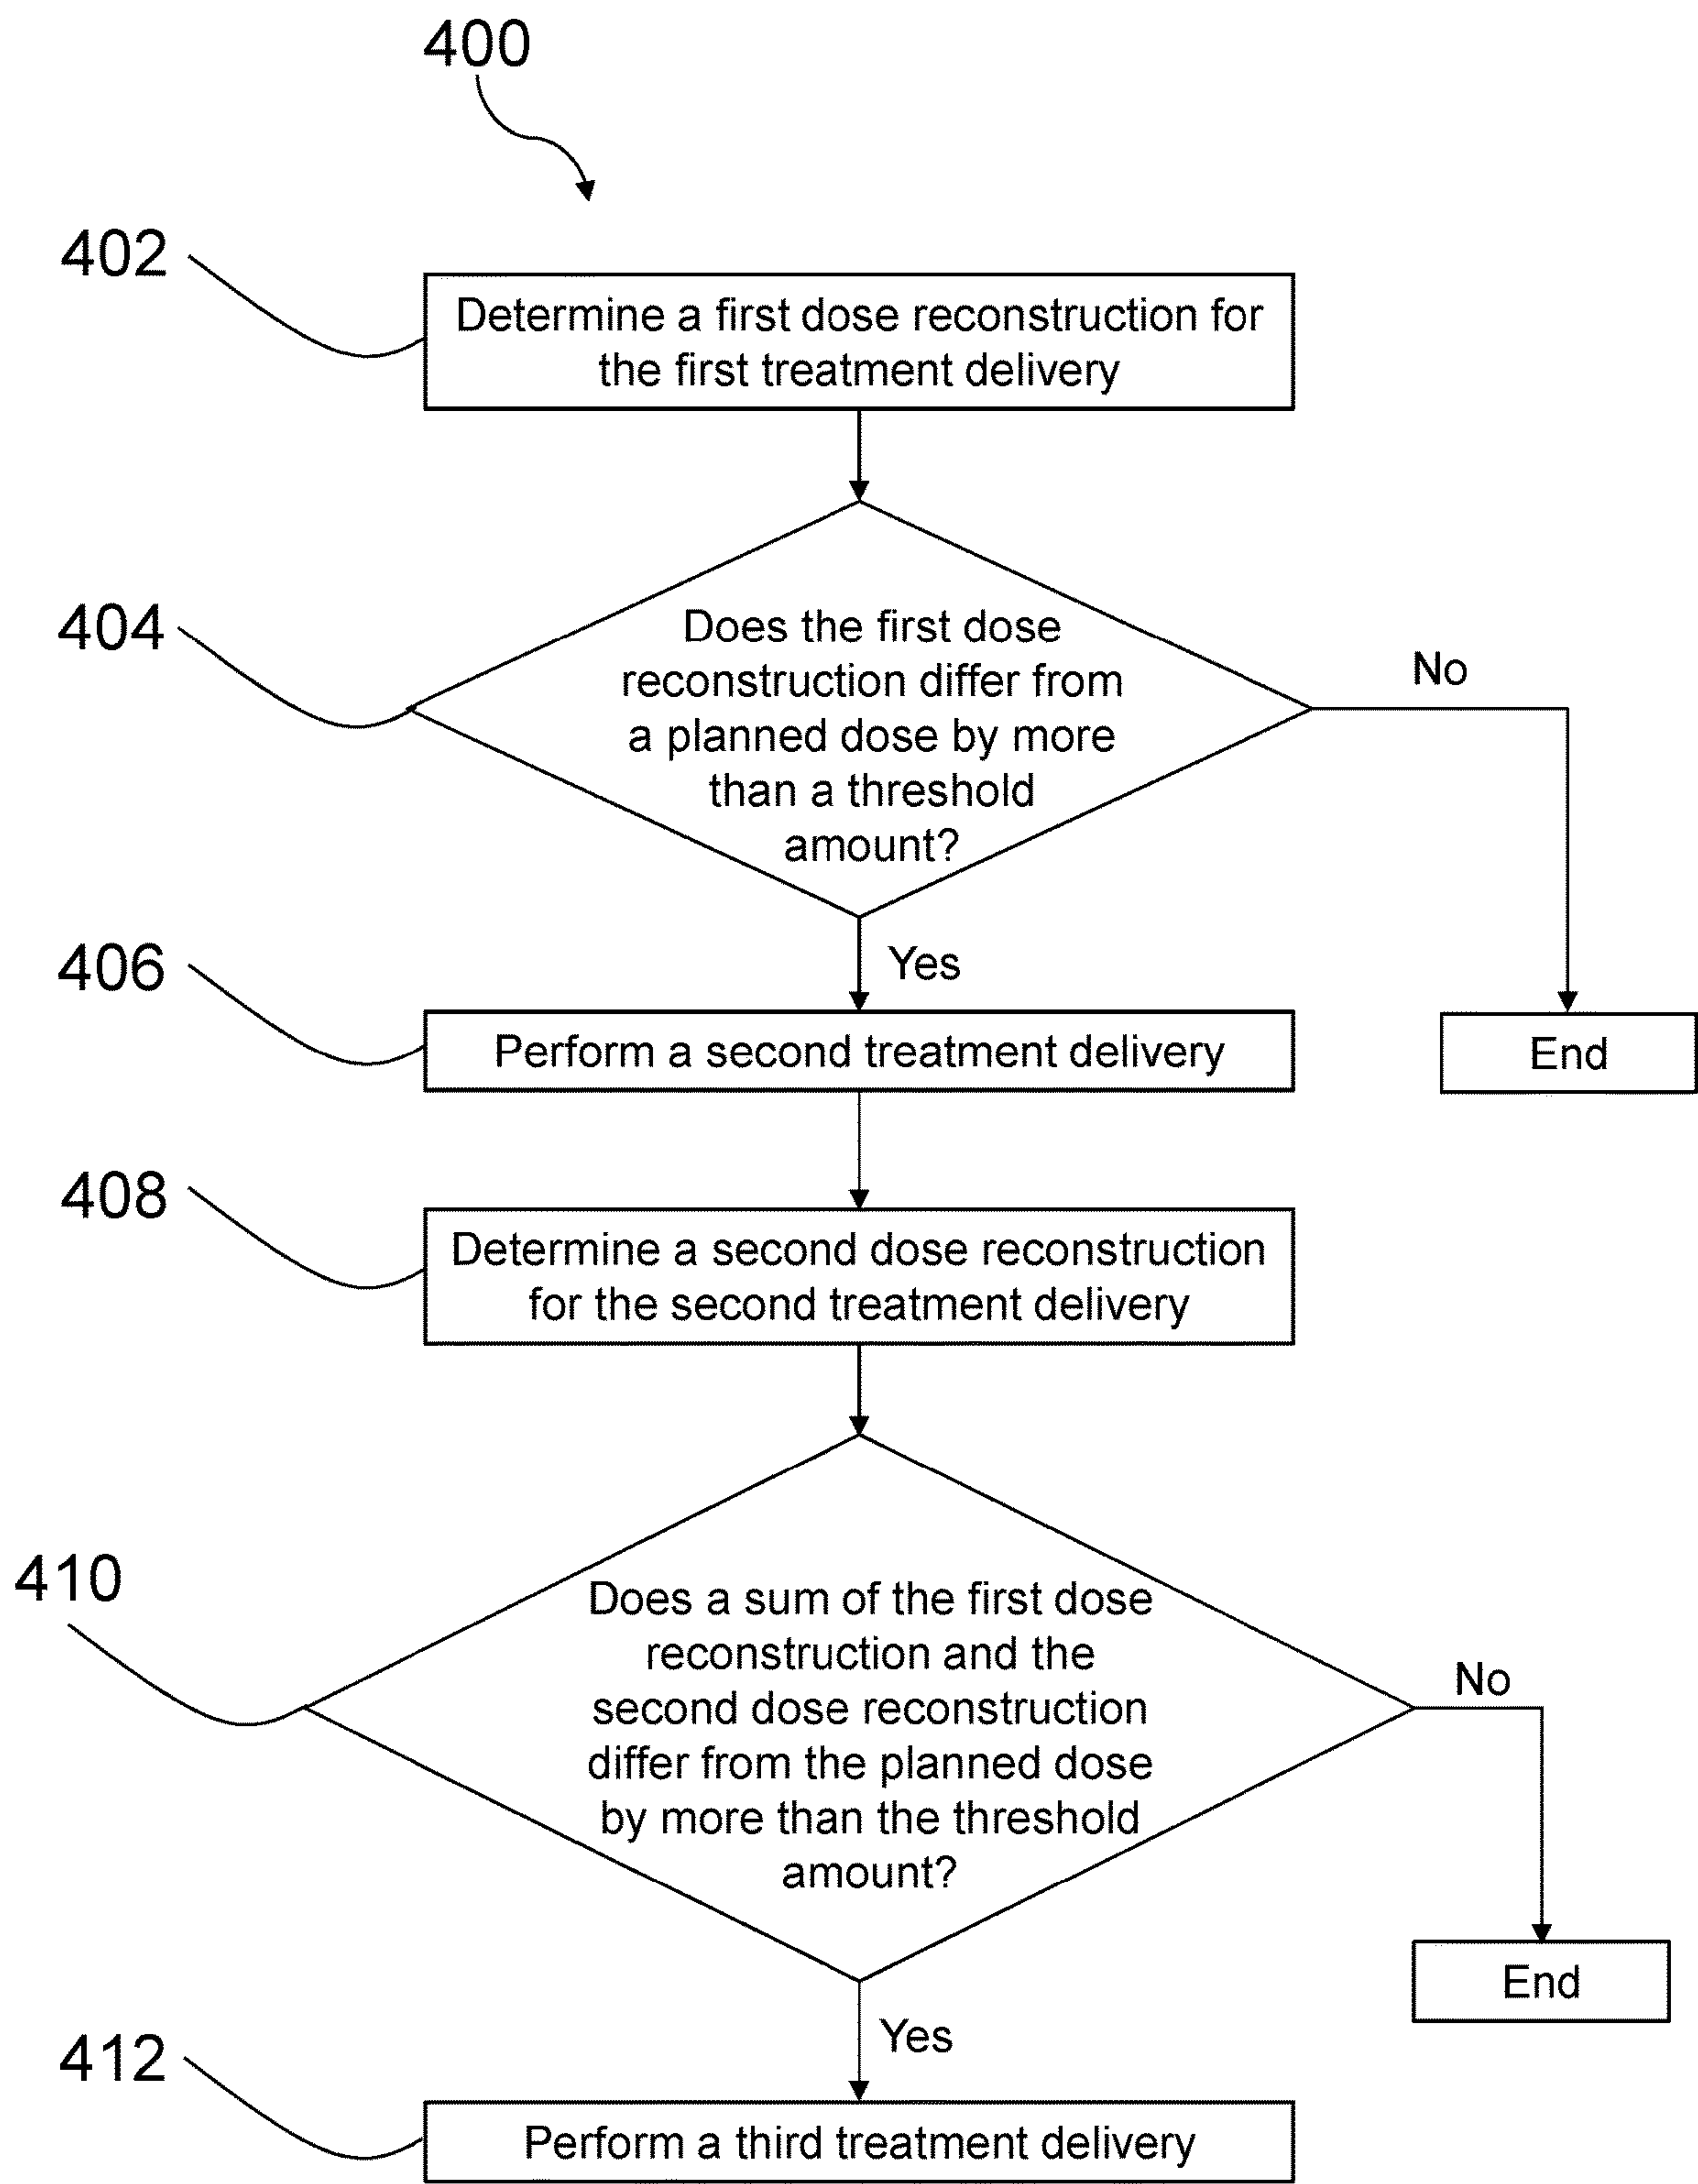 400
402
Determine a first dose reconstruction for
the first treatment delivery
404
Does the first dose
reconstruction differ from
a planned dose by more
than a threshold
amount?
No
406
Yes
Perform a second treatment delivery
End
408
Determine a second dose reconstruction
for the second treatment delivery
410
Does a sum of the first dose
reconstruction and the
second dose reconstruction
differ from the planned dose
by more than the threshold
amount?
No
End
Yes
412
Perform a third treatment delivery